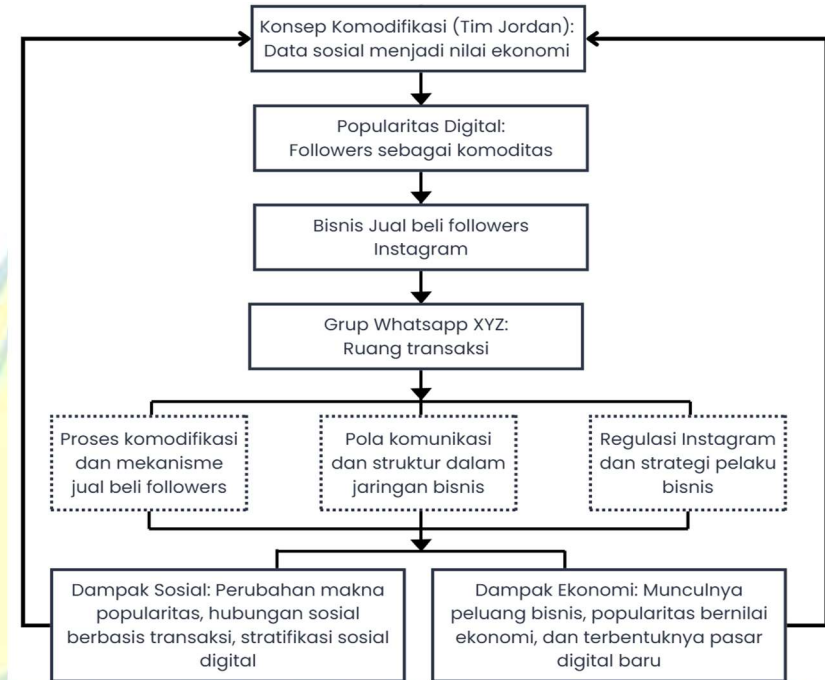 Konsep Komodifikasi (Tim Jordan):
Data sosial menjadi nilai ekonomi
Popularitas Digital:
Followers sebagai komoditas
Bisnis Jual beli followers
Instagram
Grup Whatsapp XYZ:
Ruang transaksi
Proses komodifikasi
dan mekanisme
jual beli followers
Pola komunikasi
dan struktur dalam
jaringan bisnis
Regulasi Instagram
dan strategi pelaku
bisnis
Dampak Sosial: Perubahan makna
popularitas, hubungan sosial
berbasis transaksi, stratifikasi sosial
digital
Dampak Ekonomi: Munculnya
peluang bisnis, popularitas bernilai
ekonomi, dan terbentuknya pasar
digital baru